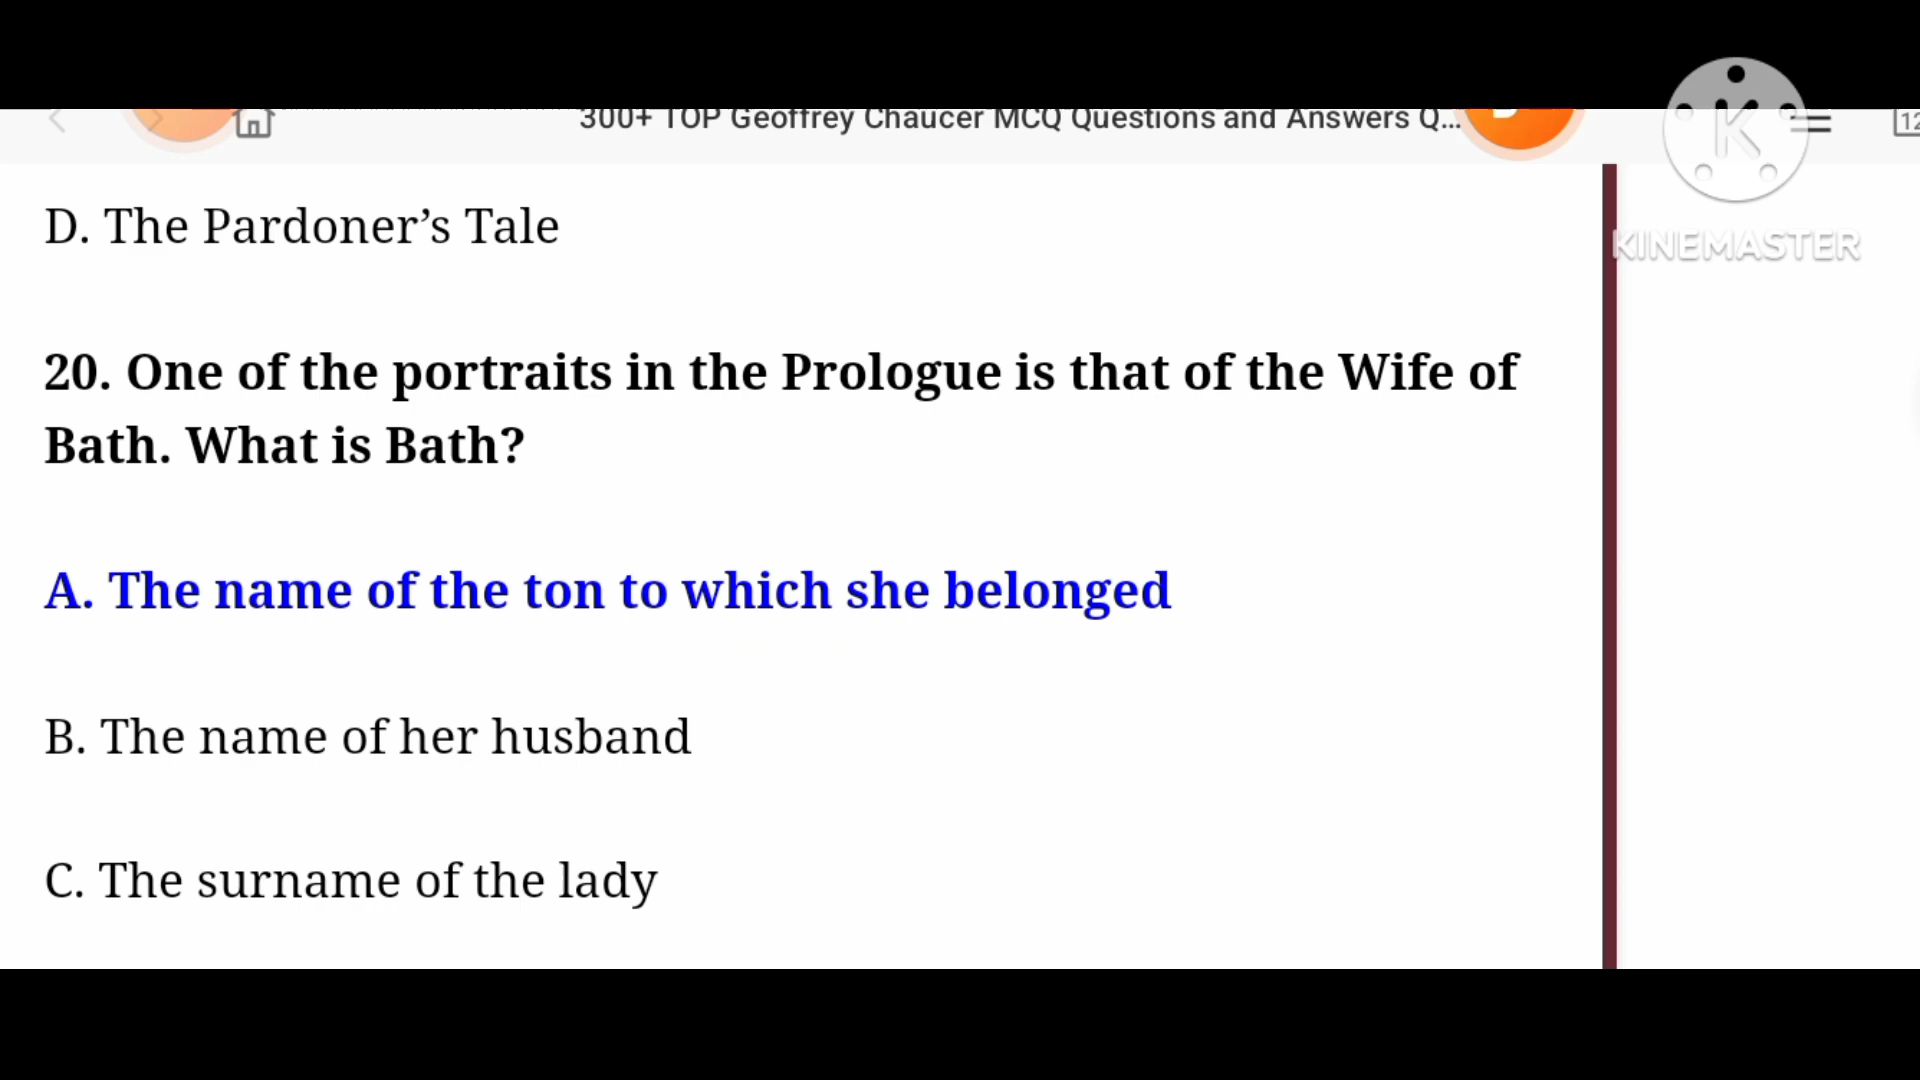 300+ TOP Geoffrey Chaucer MCQ Questions and Answers Q...
12
K
KINEMASTER
D. The Pardoner’s Tale
20. One of the portraits in the Prologue is that of the Wife of
Bath. What is Bath?
A. The name of the ton to which she belonged
B. The name of her husband
C. The surname of the lady